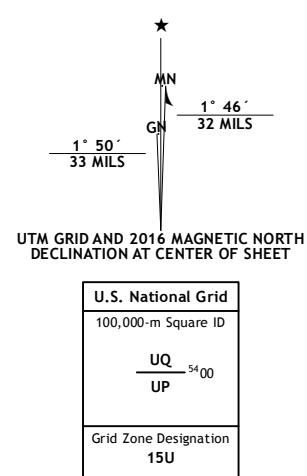 ★
MN
1° 46´
32 MILS
GN
1° 50´
33 MILS
UTM GRID AND 2016 MAGNETIC NORTH
DECLINATION AT CENTER OF SHEET
U.S. National Grid
100,000-m Square ID
UQ
5400
UP
Grid Zone Designation
15U